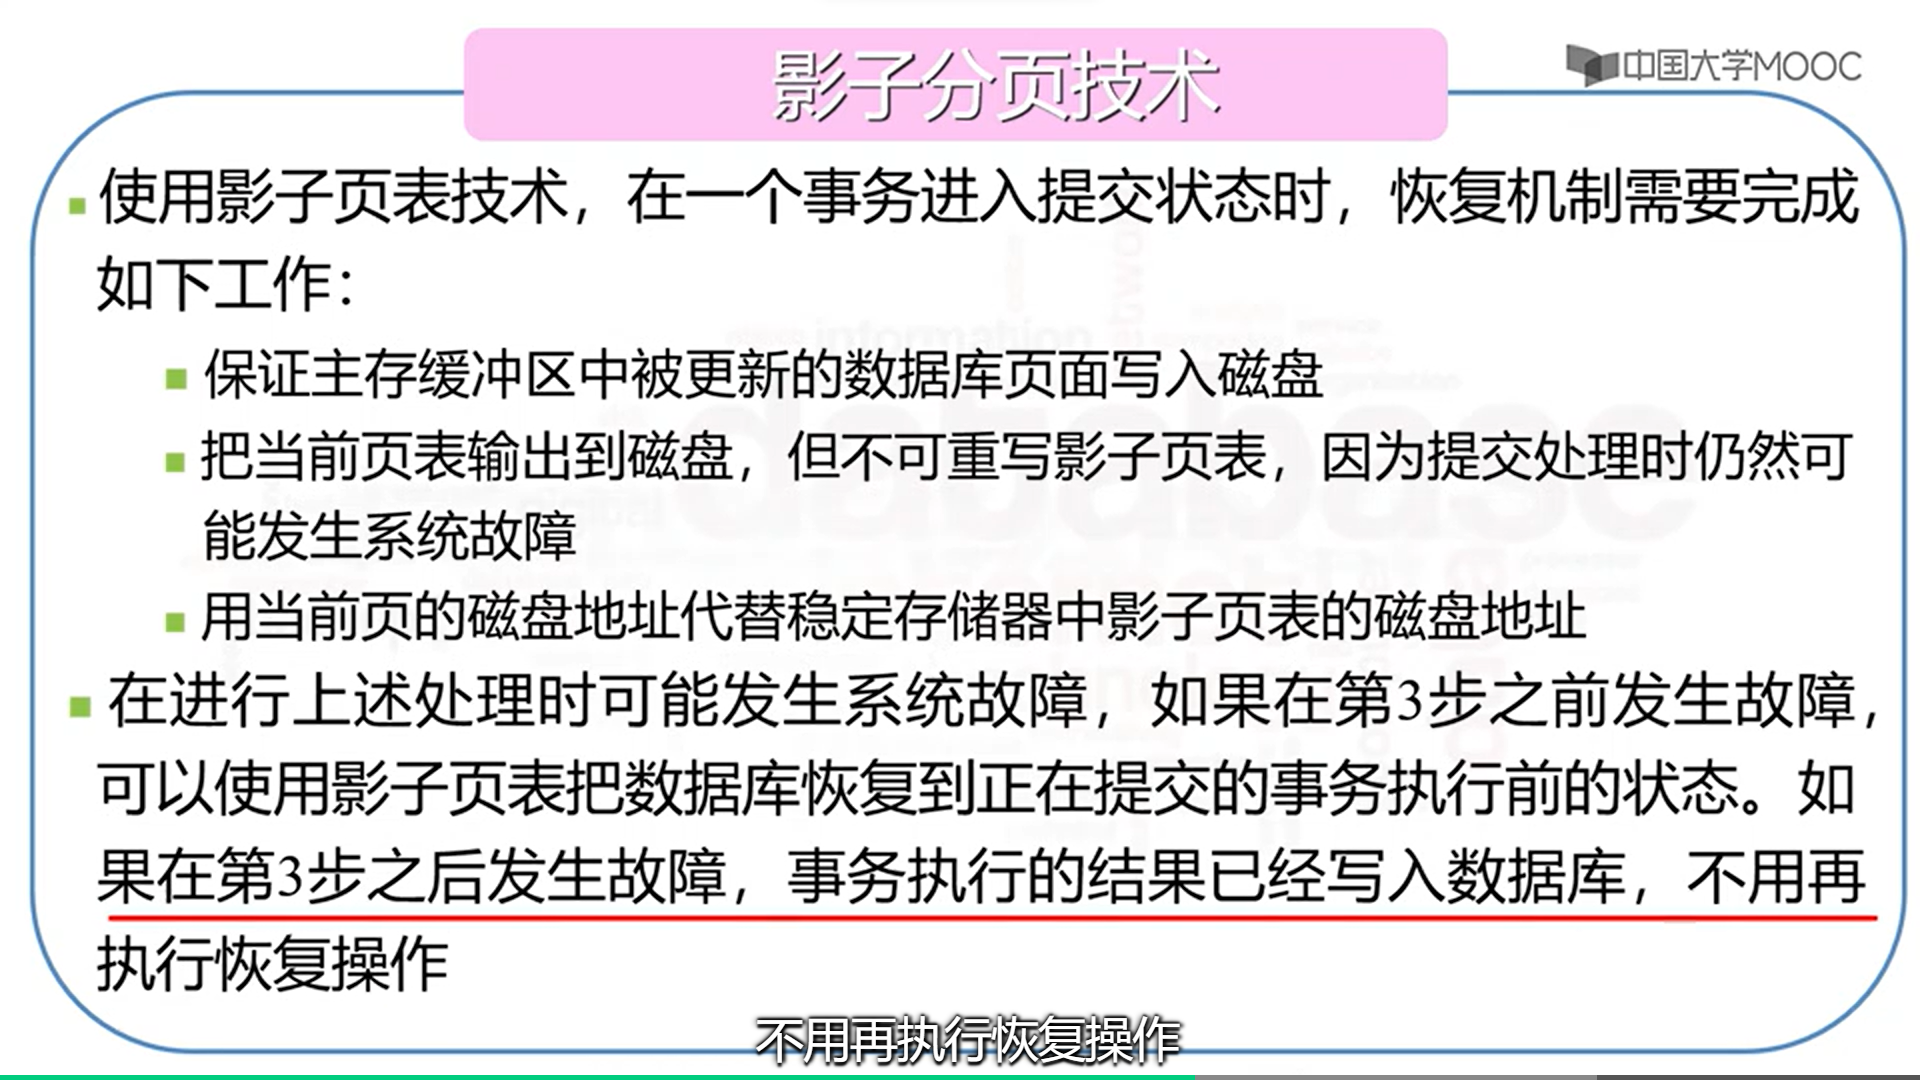 影子分页技术
中国大学MOOC
使用影子页表技术，在一个事务进入提交状态时，恢复机制需要完成
如下工作：
保证主存缓冲区中被更新的数据库页面写入磁盘
把当前页表输出到磁盘，但不可重写影子页表，因为提交处理时仍然可
能发生系统故障
用当前页的磁盘地址代替稳定存储器中影子页表的磁盘地址
在进行上述处理时可能发生系统故障，如果在第3步之前发生故障，
可以使用影子页表把数据库恢复到正在提交的事务执行前的状态。如
果在第3步之后发生故障，事务执行的结果已经写入数据库，不用再
执行恢复操作
不用再执行恢复操作
information
database
digital